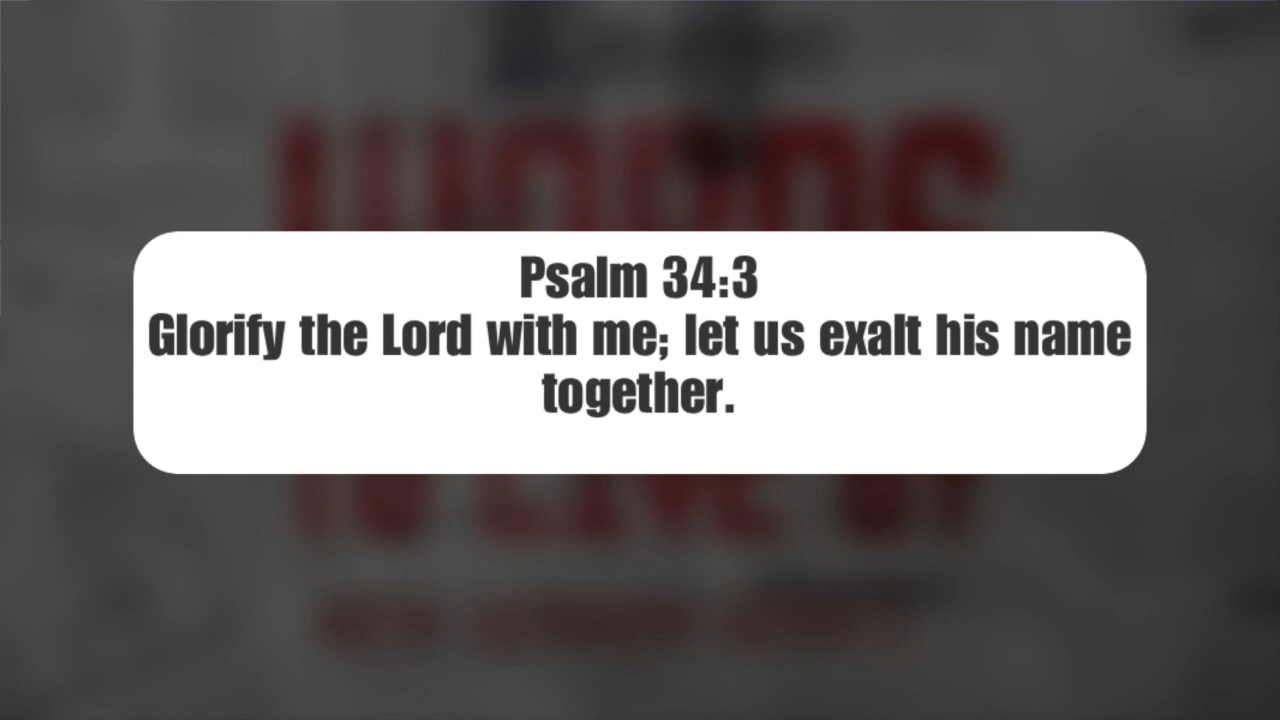 Psalm 34:3
Glorify the Lord with me; let us exalt his name
together.